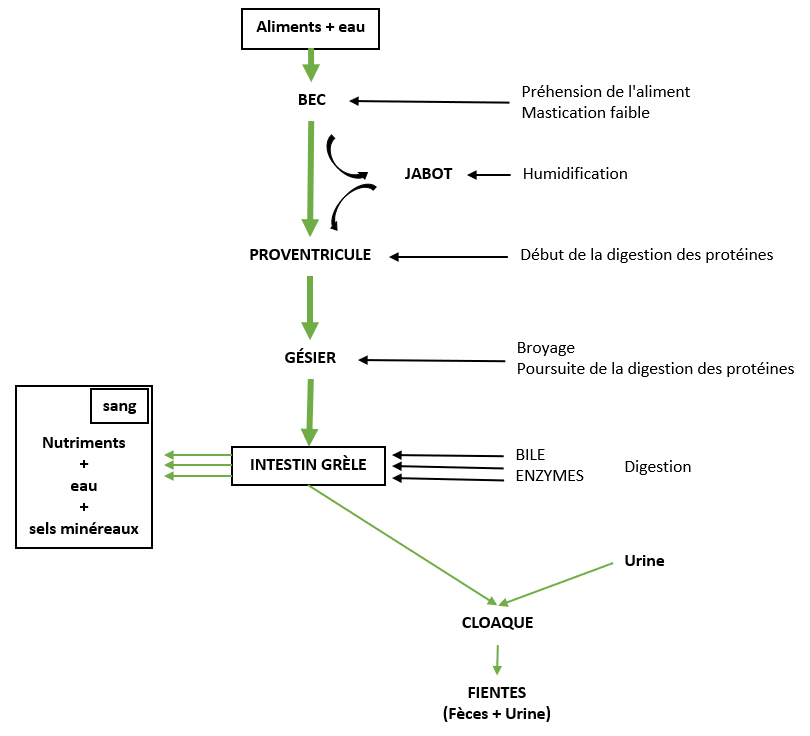 Aliments + eau
BEC
Préhension de l'aliment
Mastication faible
JABOT
Humidification
PROVENTRICULE
Début de la digestion des protéines
GÉSIER
Broyage
Poursuite de la digestion des protéines
sang
Nutriments
+
eau
+
sels minéreaux
INTESTIN GRÈLE
BILE
ENZYMES
Digestion
Urine
CLOAQUE
FIENTES
(Fèces + Urine)